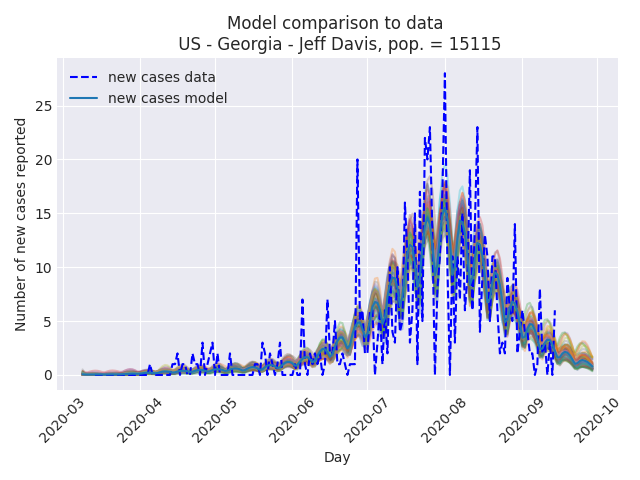 Model comparison to data
US - Georgia - Jeff Davis, pop. = 15115
new cases data
new cases model
Number of new cases reported
25
20
15
10
5
0
2020-03
2020-04
2020-05
2020-06
2020-07
2020-08
2020-09
2020-10
Day